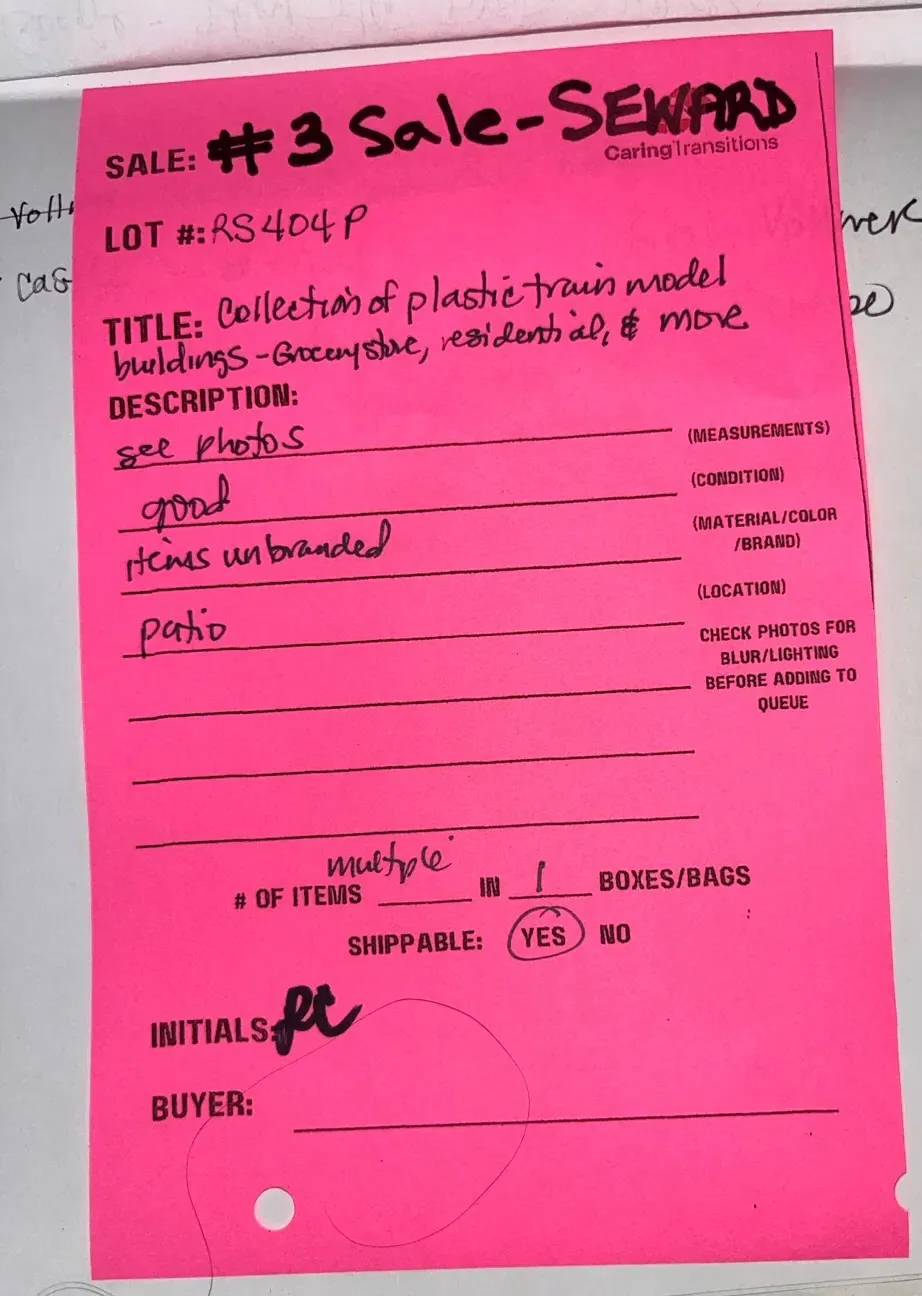 SALE: #3 Sale-SEWARD
CaringTransitions
LOT #: RS404P
TITLE: Collection of plastic train model
buildings - Grocery store, residential, & more
DESCRIPTION:
see photos (MEASUREMENTS)
good (CONDITION)
items unbranded (MATERIAL/COLOR
/BRAND)
patio (LOCATION)
CHECK PHOTOS FOR
BLUR/LIGHTING
BEFORE ADDING TO
QUEUE
# OF ITEMS multiple IN 1 BOXES/BAGS
SHIPPABLE: YES NO
INITIALS: RC
BUYER: